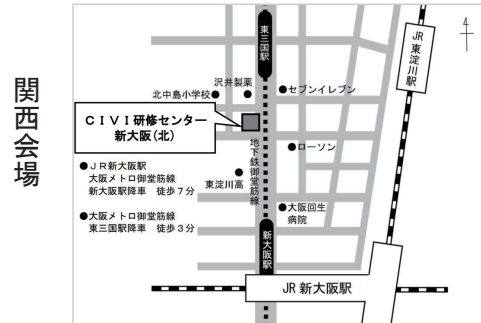 関西会場
東三国駅
JR東淀川駅
沢井製薬
北中島小学校●
●セブンイレブン
CIVI研修センター
新大阪(北)
地下鉄御堂筋線
●ローソン
●JR新大阪駅
大阪メトロ御堂筋線
新大阪駅降車 徒歩7分
東淀川高
●大阪メトロ御堂筋線
東三国駅降車 徒歩3分
●大阪回生
病院
新大阪駅
JR 新大阪駅
4